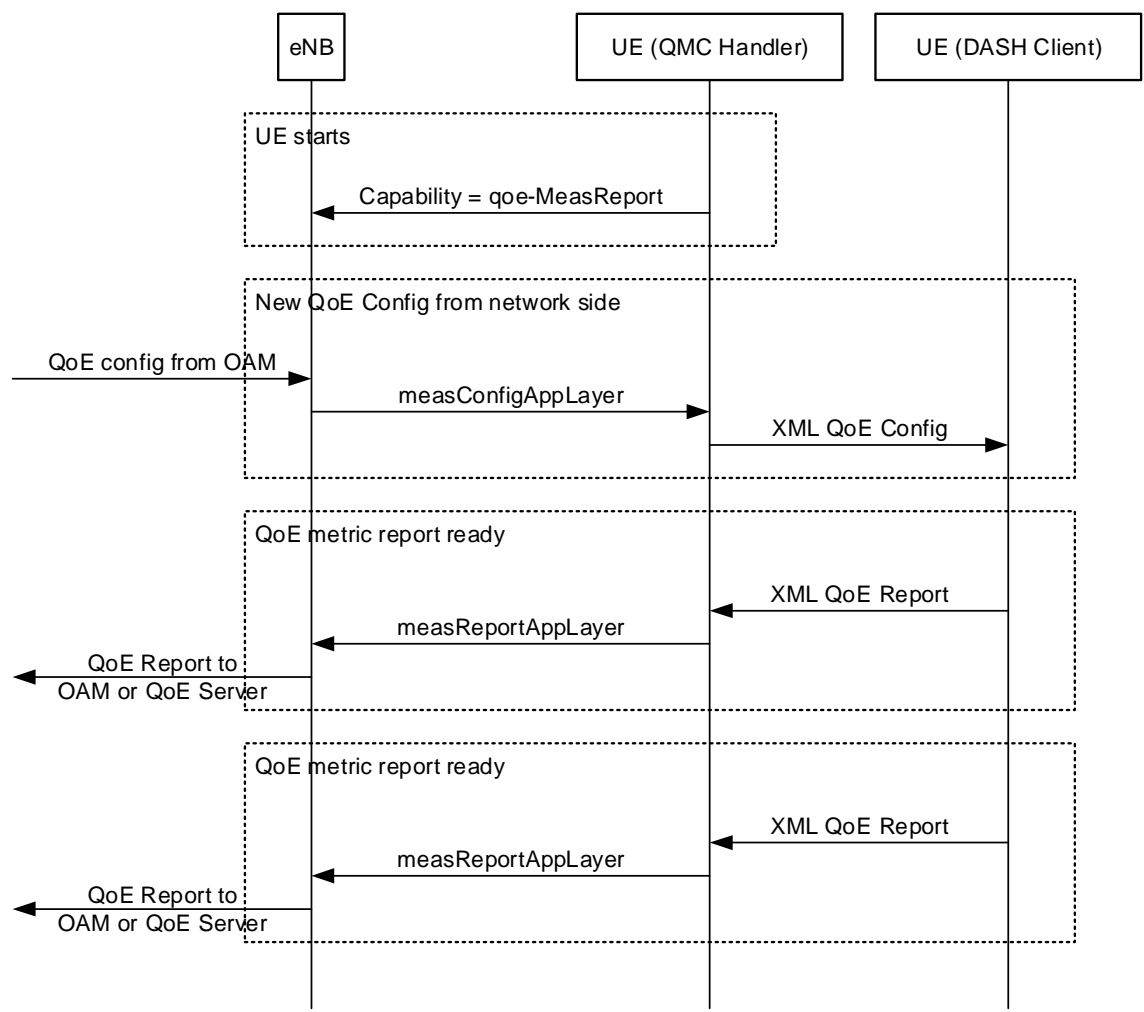 eNB
UE (QMC Handler)
UE (DASH Client)
UE starts
Capability = qoe-MeasReport
New QoE Config from network side
QoE config from OAM
measConfigAppLayer
XML QoE Config
QoE metric report ready
XML QoE Report
measReportAppLayer
QoE Report to
OAM or QoE Server
QoE metric report ready
XML QoE Report
measReportAppLayer
QoE Report to
OAM or QoE Server